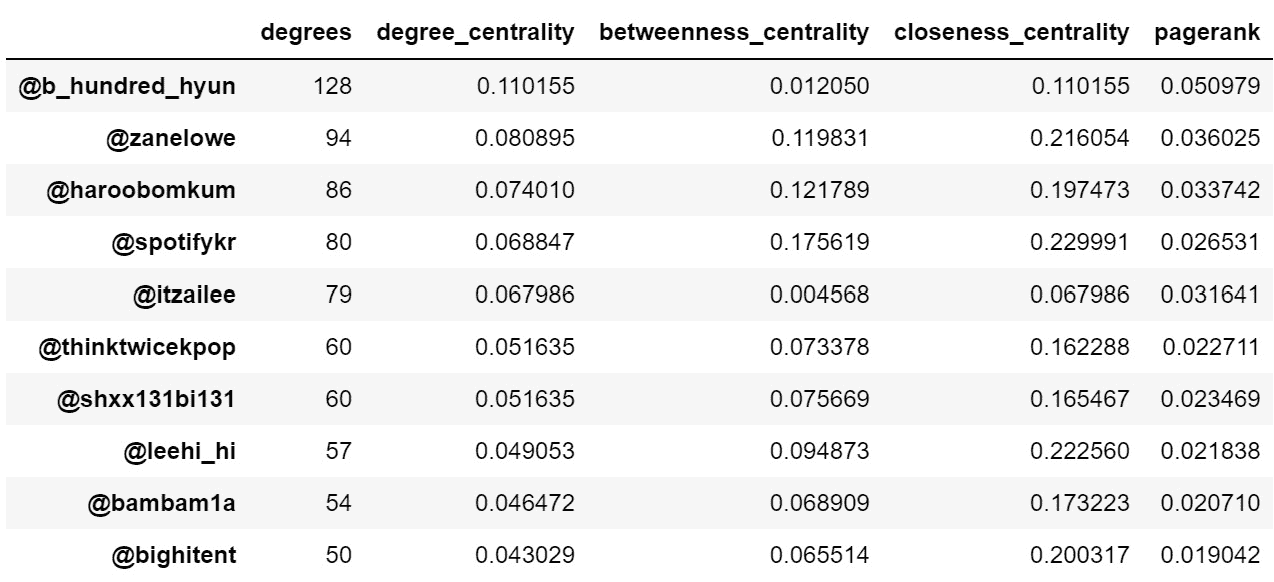 degrees degree_centrality betweenness_centrality closeness_centrality pagerank
@b_hundred_hyun 128 0.110155 0.012050 0.110155 0.050979
@zanelowe 94 0.080895 0.119831 0.216054 0.036025
@haroobomkum 86 0.074010 0.121789 0.197473 0.033742
@spotifykr 80 0.068847 0.175619 0.229991 0.026531
@itzailee 79 0.067986 0.004568 0.067986 0.031641
@thinktwicekpop 60 0.051635 0.073378 0.162288 0.022711
@shxx131bi131 60 0.051635 0.075669 0.165467 0.023469
@leehi_hi 57 0.049053 0.094873 0.222560 0.021838
@bambam1a 54 0.046472 0.068909 0.173223 0.020710
@bighitent 50 0.043029 0.065514 0.200317 0.019042